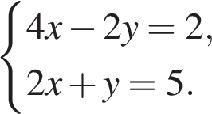 4x − 2y = 2,
2x + y = 5.